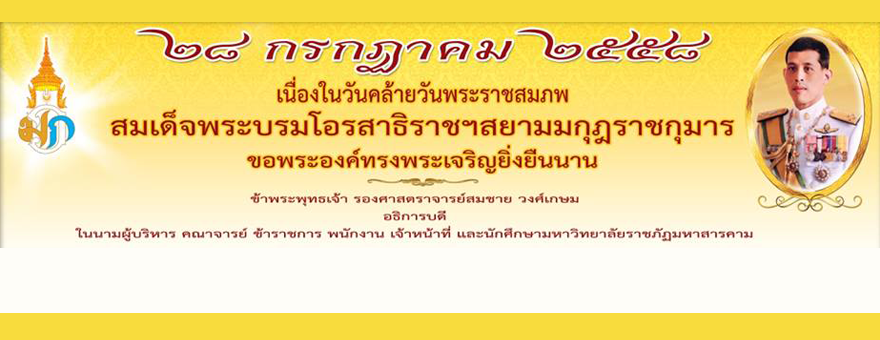 ๒๘ กรกฎาคม ๒๕๕๘
เนื่องในวันคล้ายวันพระราชสมภพ
สมเด็จพระบรมโอรสาธิราชฯสยามมกุฎราชกุมาร
ขอพระองค์ทรงพระเจริญยิ่งยืนนาน
ข้าพระพุทธเจ้า รองศาสตราจารย์สมชาย วงศ์เกษม
อธิการบดี
ในนามผู้บริหาร คณาจารย์ ข้าราชการ พนักงาน เจ้าหน้าที่ และนักศึกษามหาวิทยาลัยราชภัฏมหาสารคาม